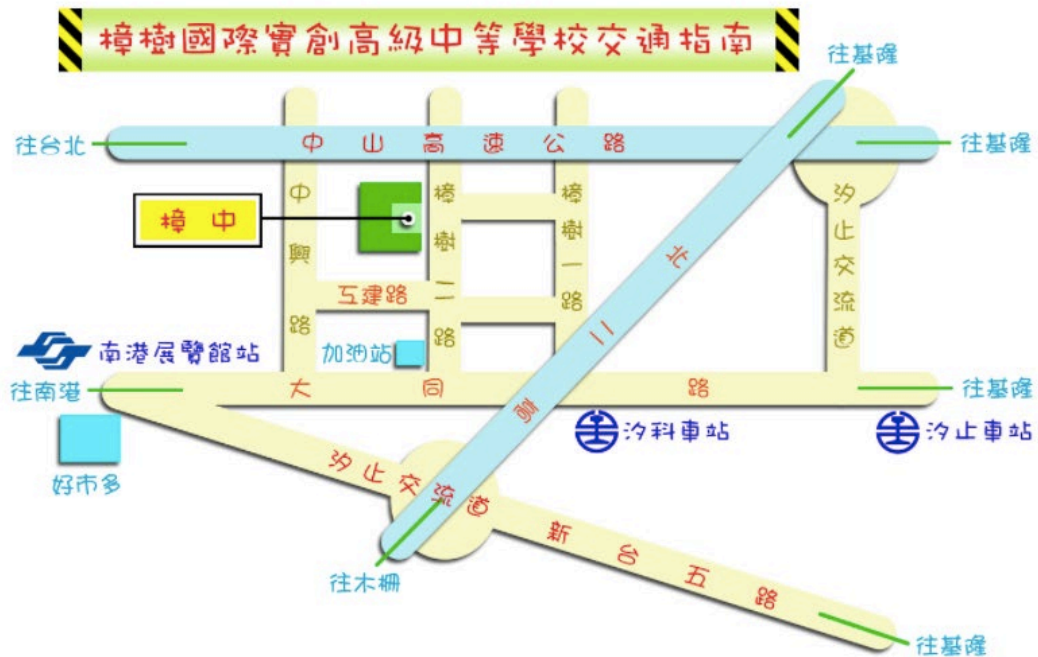 樟樹國際實創高級中等學校交通指南
往基隆
往台北
中山高速公路
往基隆
樟中
中興路
樟樹二路
樟樹一路
汐止交流道
北二高
互建路
南港展覽館站
加油站
往南港
大同路
往基隆
汐科車站
汐止車站
好市多
汐止交流道
新台五路
往木柵
往基隆